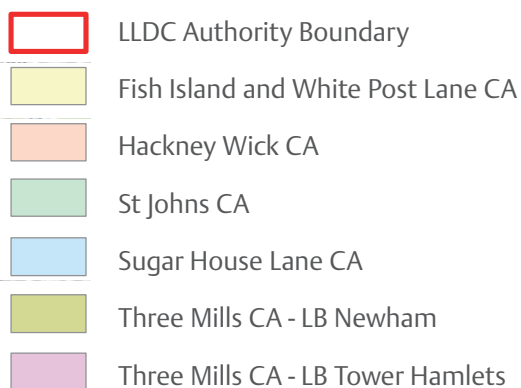 LLDC Authority Boundary
Fish Island and White Post Lane CA
Hackney Wick CA
St Johns CA
Sugar House Lane CA
Three Mills CA - LB Newham
Three Mills CA - LB Tower Hamlets